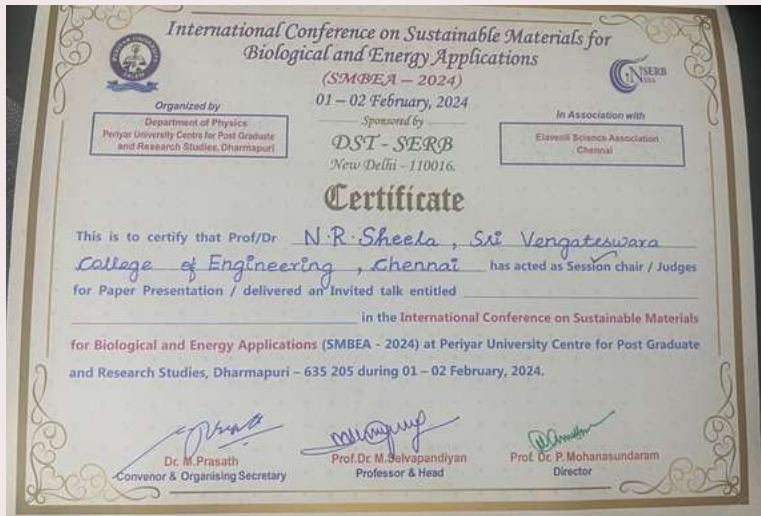 International Conference on Sustainable Materials for
Biological and Energy Applications
(SMBEA – 2024)
01 – 02 February, 2024
PERIYAR UNIVERSITY
SALEM
SERB
Organized by
Department of Physics
Periyar University Centre for Post Graduate
and Research Studies, Dharmapuri
Sponsored by
DST - SERB
New Delhi - 110016.
In Association with
Elavenil Science Association
Chennai
Certificate
This is to certify that Prof/Dr N.R.Sheela, Sri Vengateswara
College of Engineering, Chennai has acted as Session chair / Judges
for Paper Presentation / delivered an Invited talk entitled
in the International Conference on Sustainable Materials
for Biological and Energy Applications (SMBEA - 2024) at Periyar University Centre for Post Graduate
and Research Studies, Dharmapuri – 635 205 during 01 – 02 February, 2024.
Dr. M.Prasath
Convenor & Organising Secretary
Prof.Dr M.Selvapandiyan
Professor & Head
Prof. Dr. P. Mohanasundaram
Director